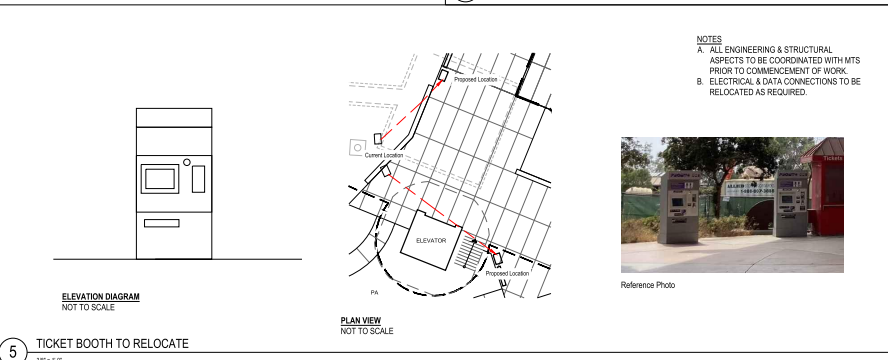 NOTES
A. ALL ENGINEERING & STRUCTURAL
ASPECTS TO BE COORDINATED WITH MTS
PRIOR TO COMMENCEMENT OF WORK.
B. ELECTRICAL & DATA CONNECTIONS TO BE
RELOCATED AS REQUIRED.
Proposed Location
Current Location
ELEVATOR
Proposed Location
PA
Tickets
Reference Photo
ELEVATION DIAGRAM
NOT TO SCALE
PLAN VIEW
NOT TO SCALE
5 TICKET BOOTH TO RELOCATE